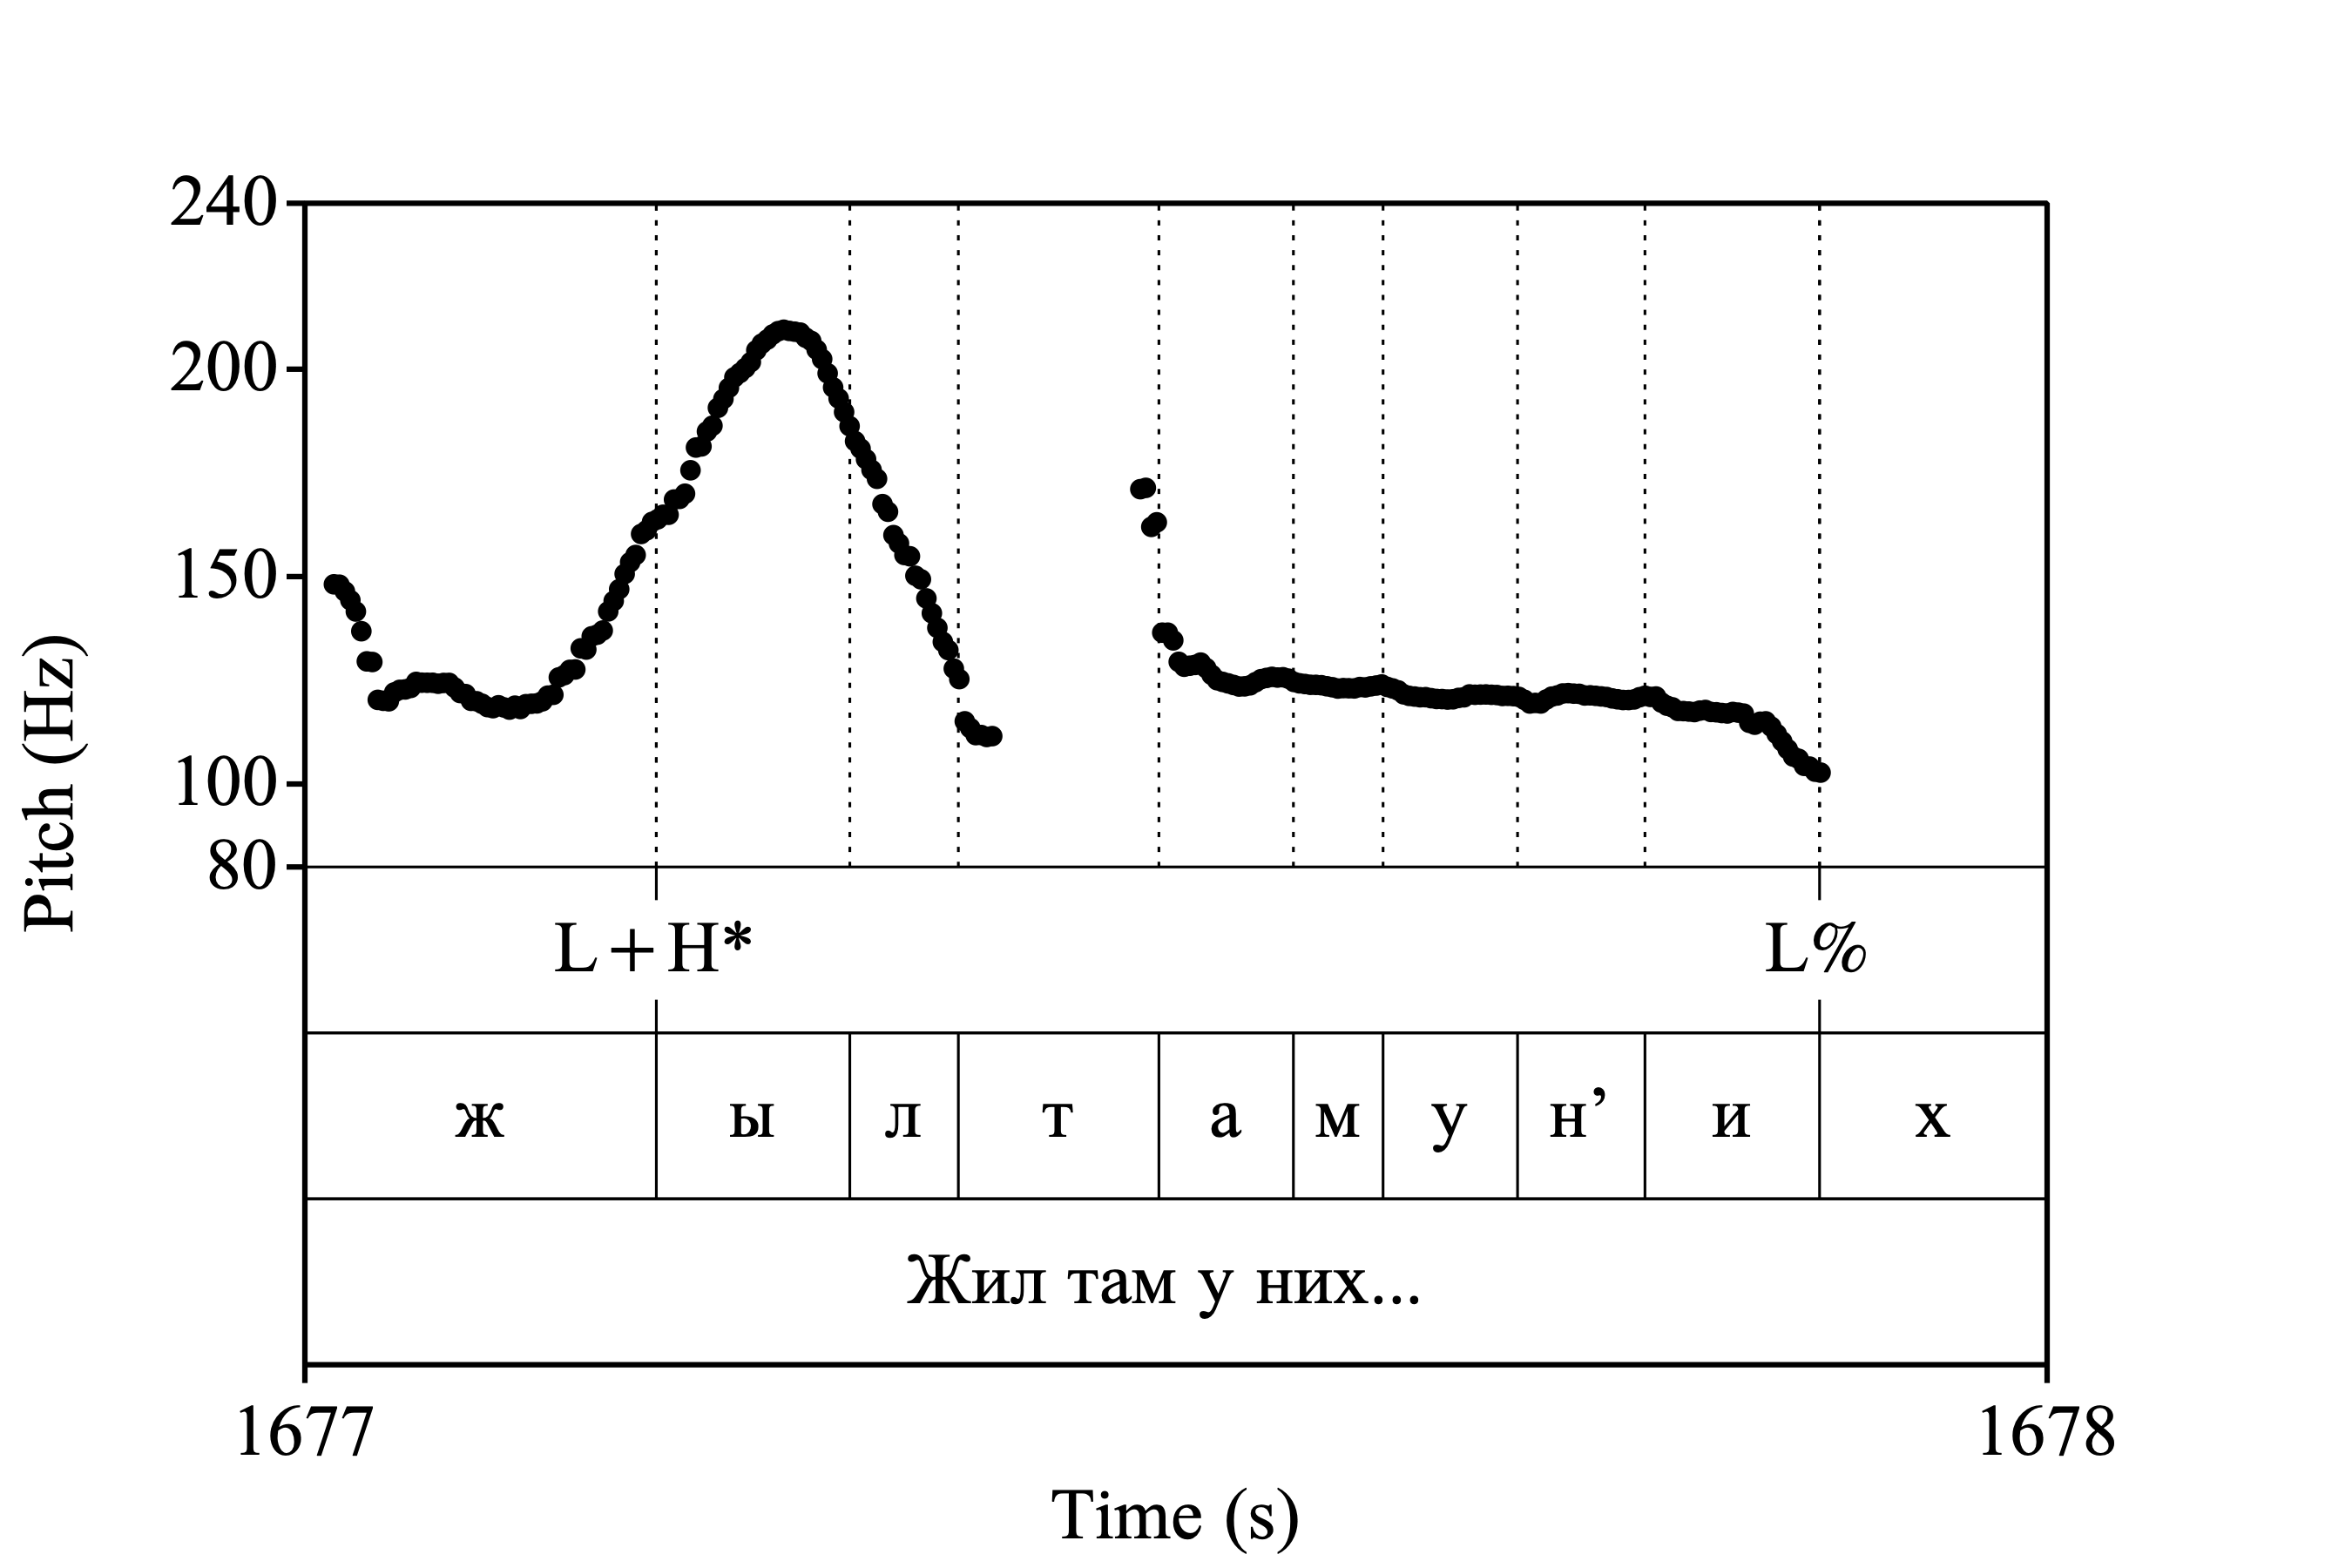 240
200
150
100
80
Pitch (Hz)
L+H* L%
ж ы л т а м у н’ и х
Жил там у них...
1677 1678
Time (s)